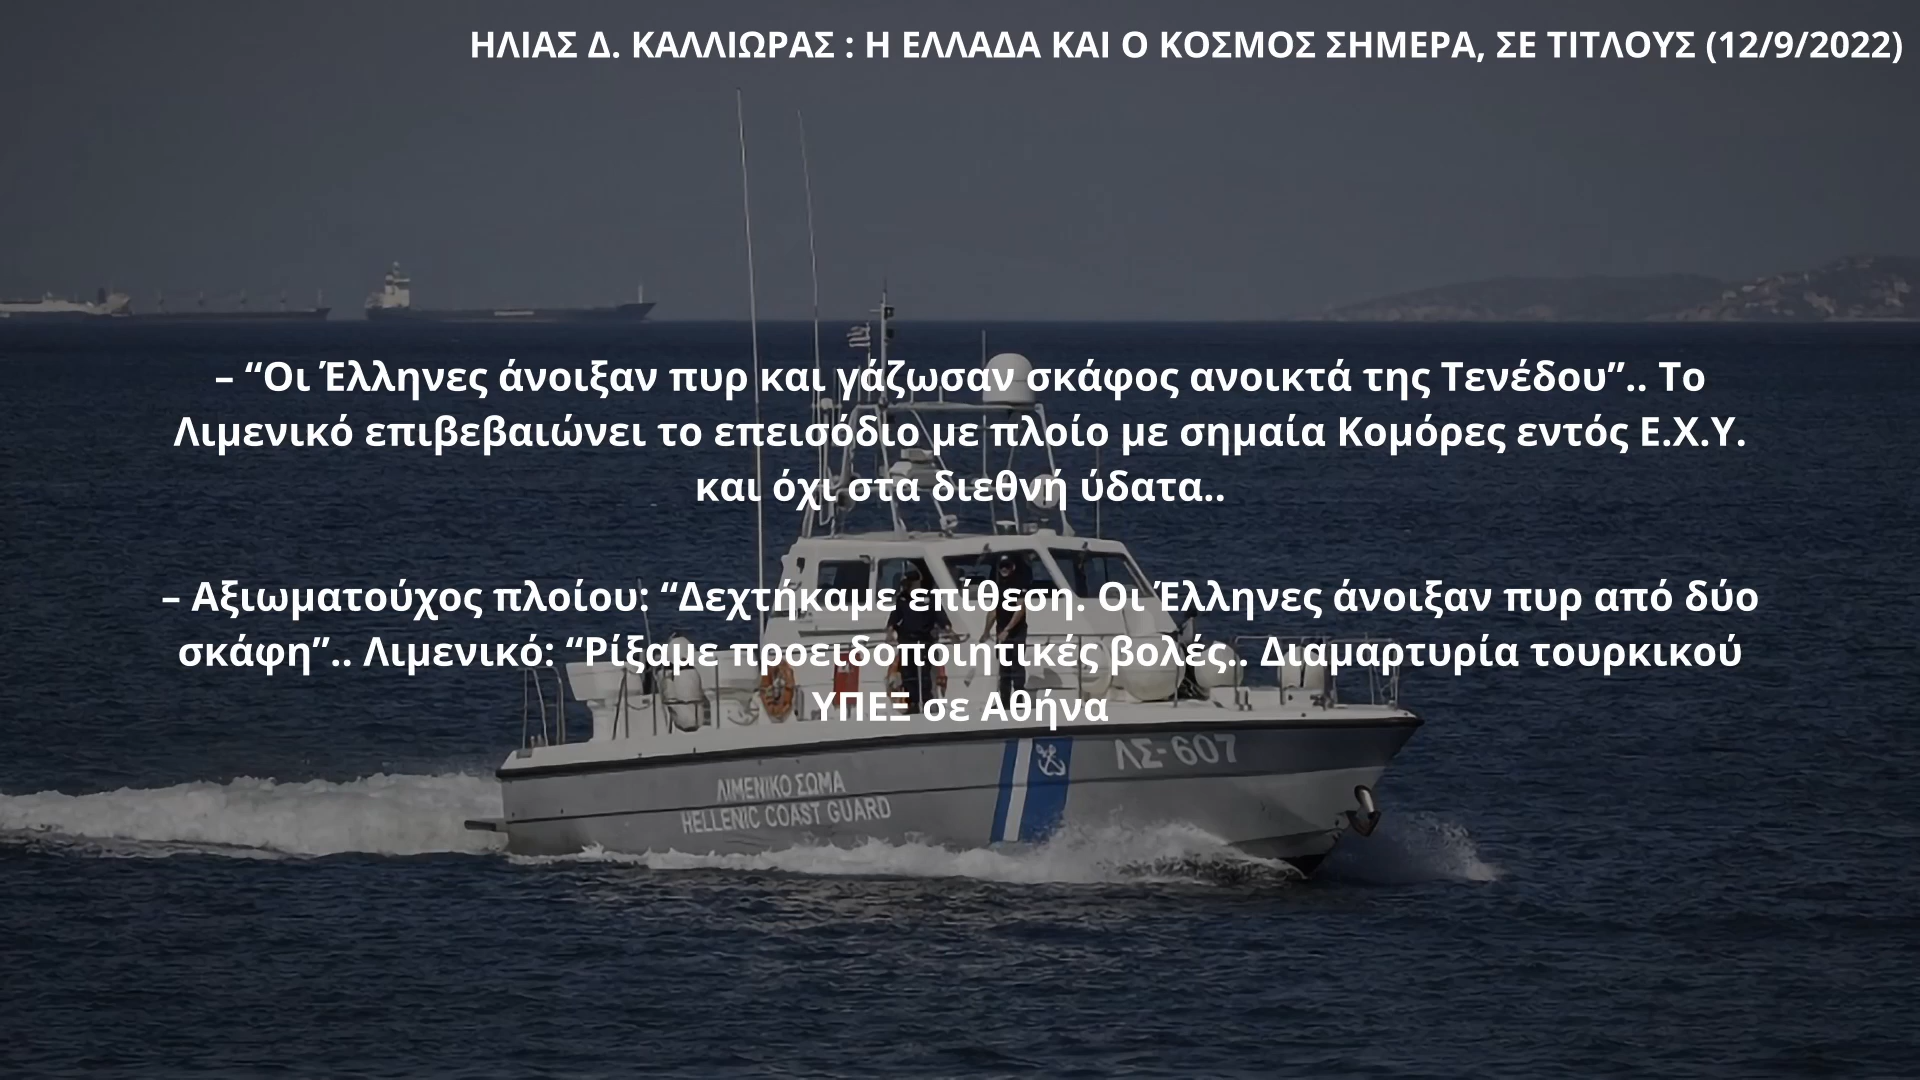 ΗΛΙΑΣ Δ. ΚΑΛΛΙΩΡΑΣ : Η ΕΛΛΑΔΑ ΚΑΙ Ο ΚΟΣΜΟΣ ΣΗΜΕΡΑ, ΣΕ ΤΙΤΛΟΥΣ (12/9/2022)
– “Οι Έλληνες άνοιξαν πυρ και γάζωσαν σκάφος ανοικτά της Τενέδου”.. Το
Λιμενικό επιβεβαιώνει το επεισόδιο με πλοίο με σημαία Κομόρες εντός Ε.Χ.Υ.
και όχι στα διεθνή ύδατα..
– Αξιωματούχος πλοίου: “Δεχτήκαμε επίθεση. Οι Έλληνες άνοιξαν πυρ από δύο
σκάφη”.. Λιμενικό: “Ρίξαμε προειδοποιητικές βολές.. Διαμαρτυρία τουρκικού
ΥΠΕΞ σε Αθήνα
ΛΣ-607
ΛΙΜΕΝΙΚΟ ΣΩΜΑ
HELLENIC COAST GUARD